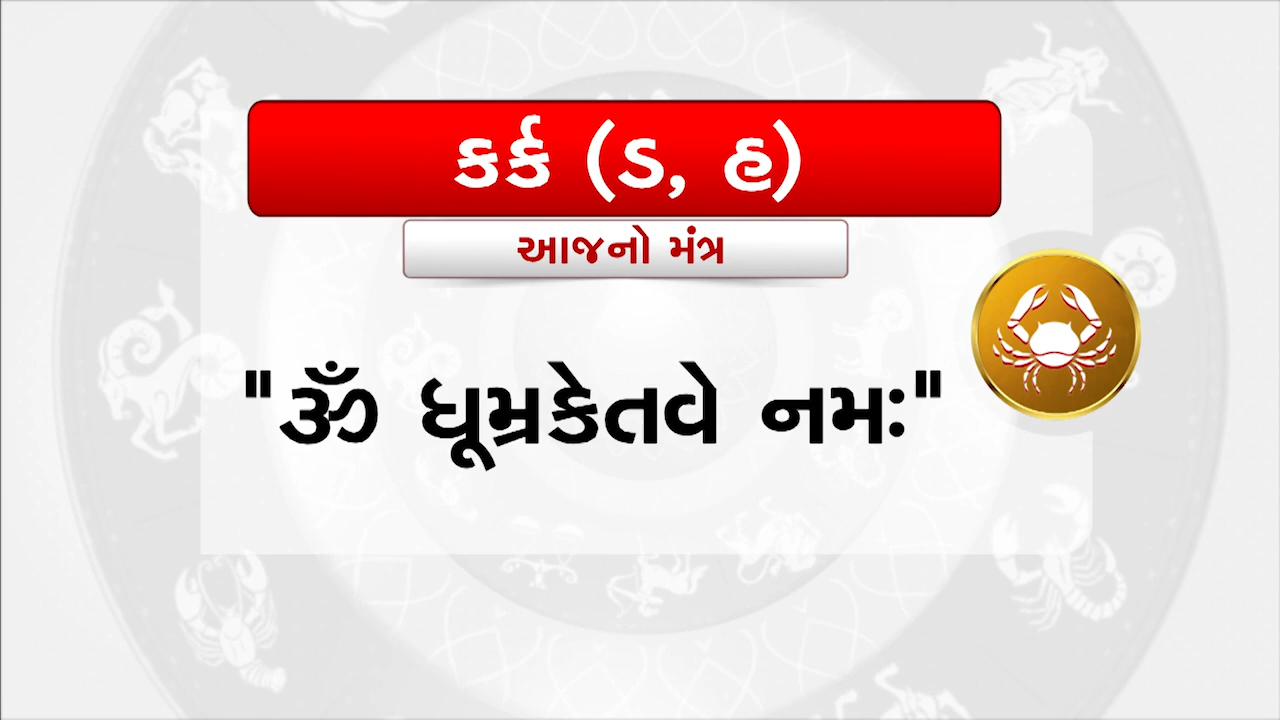 કર્ક (ડ, હ)
આજનો મંત્ર
"ૐ ધૂમ્રકેતવે નમઃ"